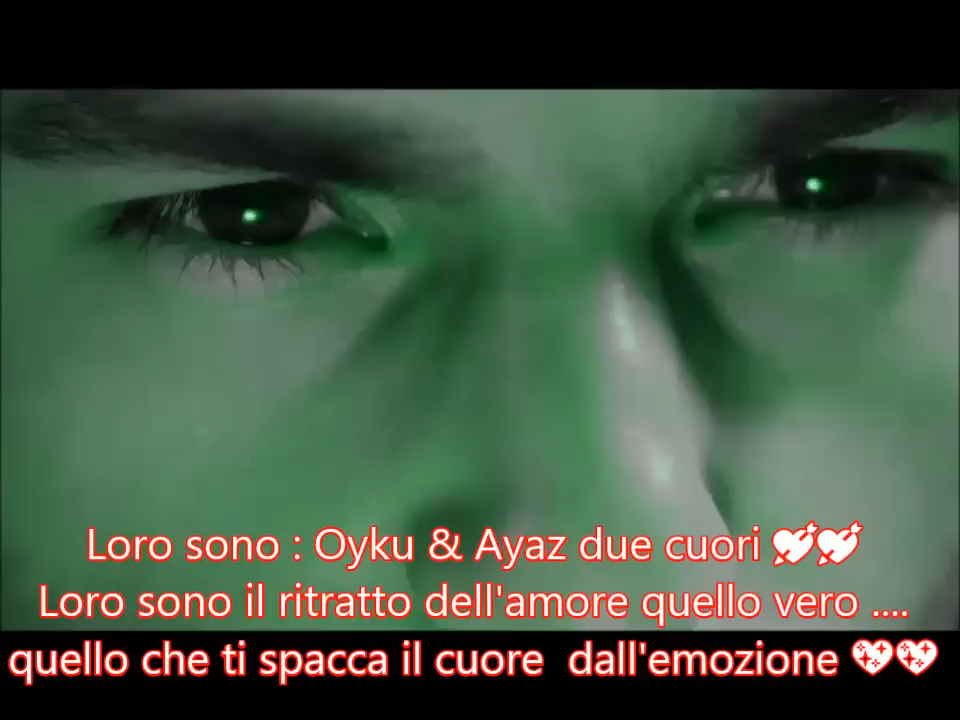 Loro sono : Oyku & Ayaz due cuori 💘💘
Loro sono il ritratto dell'amore quello vero ....
quello che ti spacca il cuore dall'emozione 💖💖